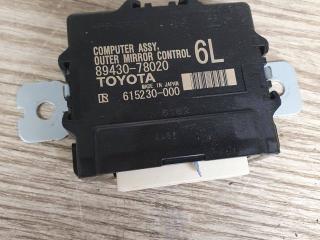 COMPUTER ASSY,
OUTER MIRROR CONTROL 6L
89430-78020
TOYOTA
MADE IN JAPAN
R 615230-000